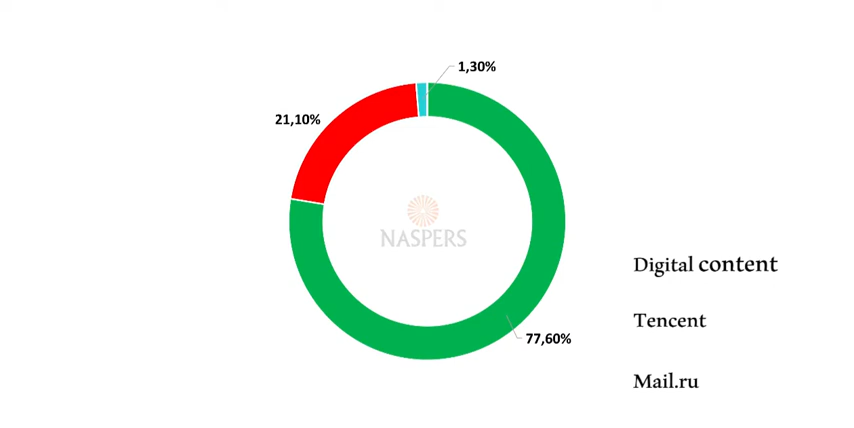 1,30%
21,10%
NASPERS
Digital content
Tencent
77,60%
Mail.ru